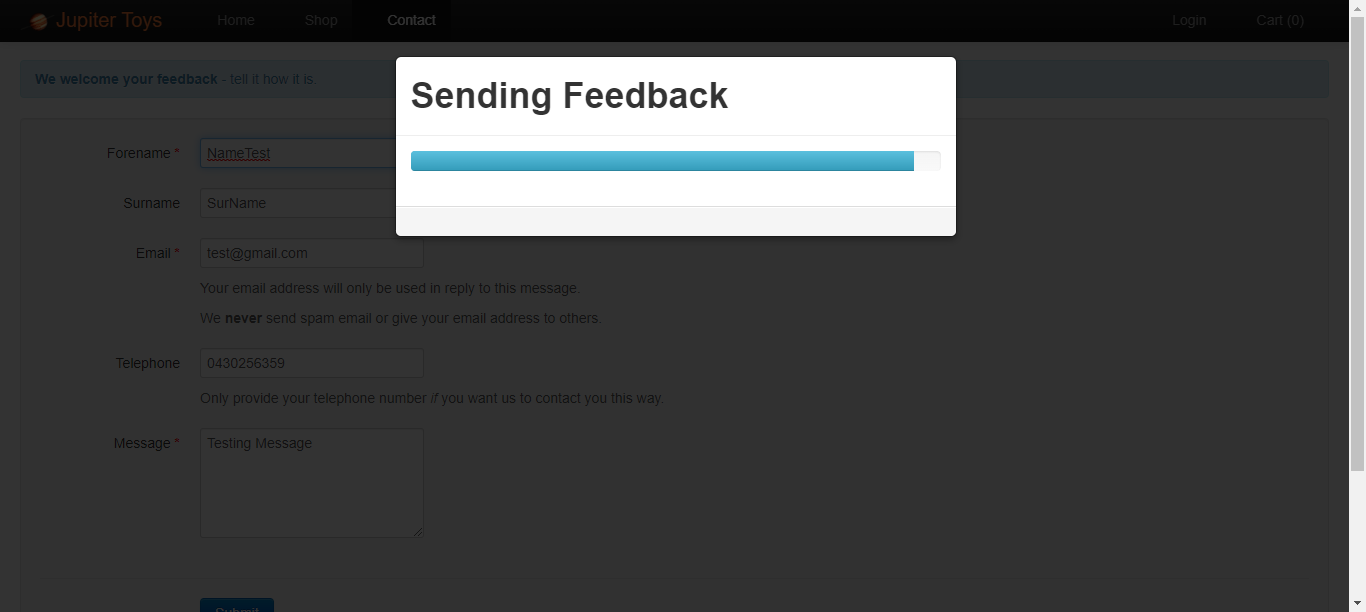 Jupiter Toys Home Shop Contact Login Cart (0)
We welcome your feedback - tell it how it is.
Sending Feedback
Forename * NameTest
Surname SurName
Email * test@gmail.com
Your email address will only be used in reply to this message.
We never send spam email or give your email address to others.
Telephone 0430256359
Only provide your telephone number if you want us to contact you this way.
Message * Testing Message
Submit